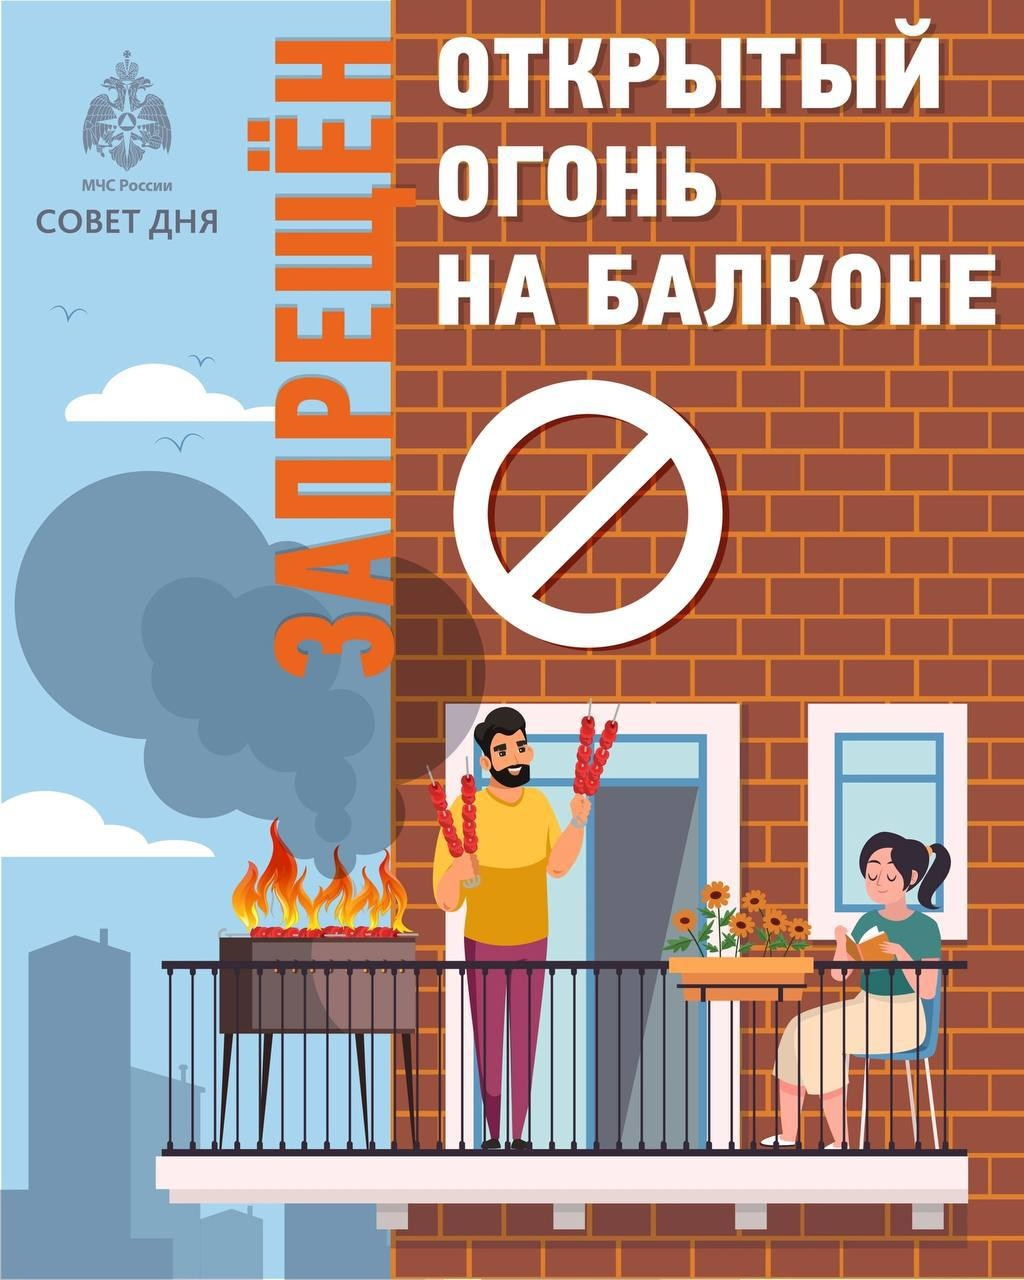 МЧС России
СОВЕТ ДНЯ
ЗАПРЕЩЁН
ОТКРЫТЫЙ
ОГОНЬ
НА БАЛКОНЕ